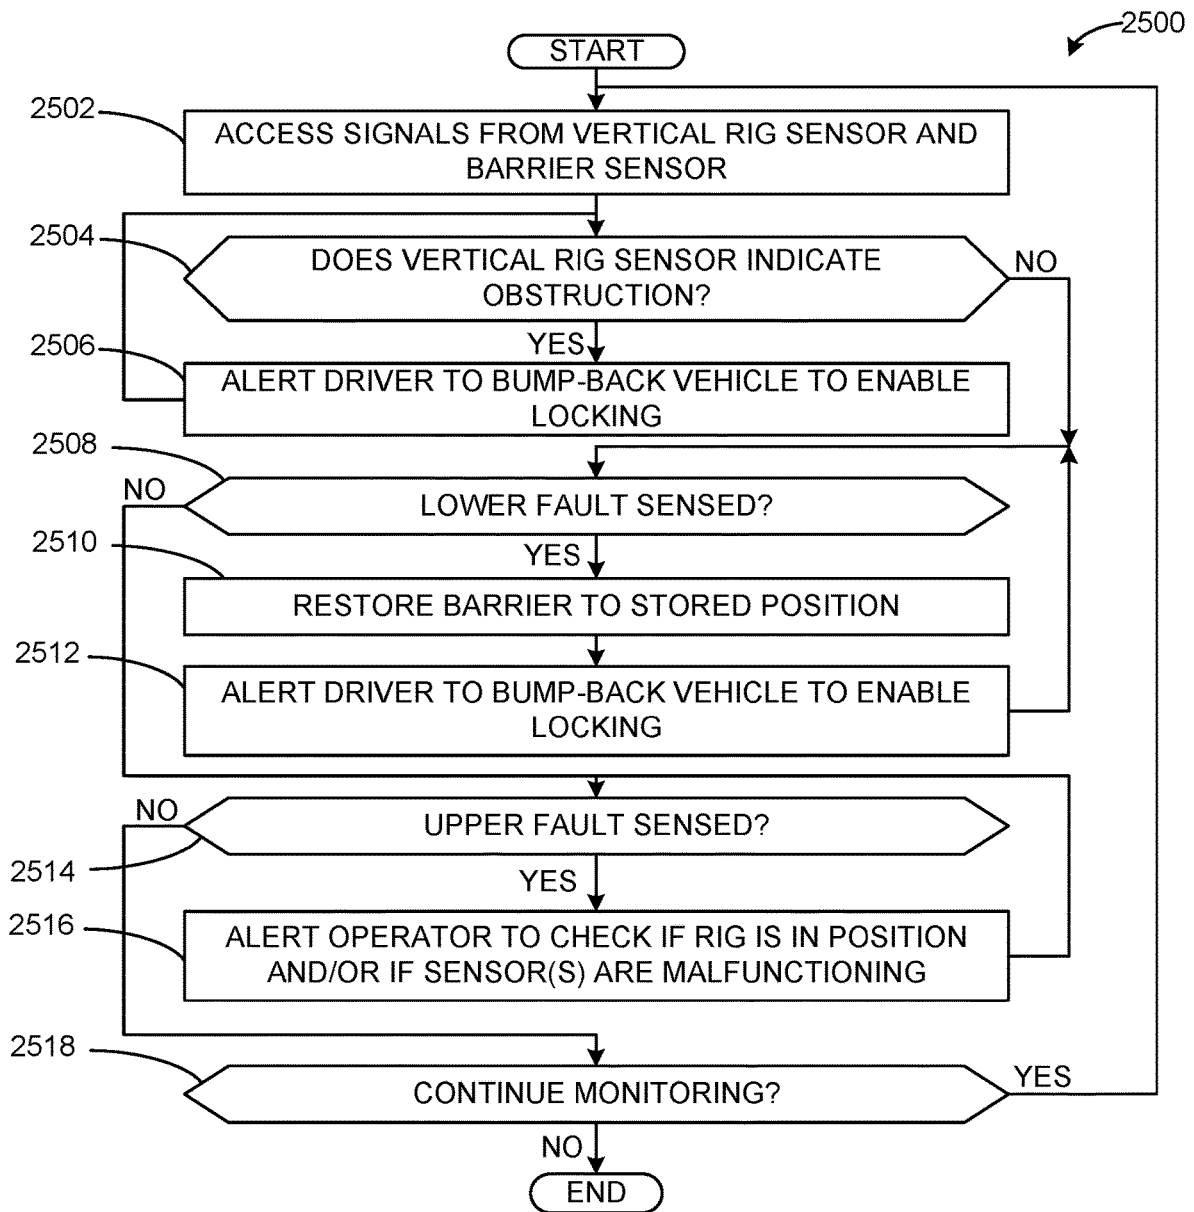 2500
START
2502
ACCESS SIGNALS FROM VERTICAL RIG SENSOR AND
BARRIER SENSOR
2504
DOES VERTICAL RIG SENSOR INDICATE
OBSTRUCTION?
NO
YES
2506
ALERT DRIVER TO BUMP-BACK VEHICLE TO ENABLE
LOCKING
2508
NO
LOWER FAULT SENSED?
YES
2510
RESTORE BARRIER TO STORED POSITION
2512
ALERT DRIVER TO BUMP-BACK VEHICLE TO ENABLE
LOCKING
NO
UPPER FAULT SENSED?
2514
YES
2516
ALERT OPERATOR TO CHECK IF RIG IS IN POSITION
AND/OR IF SENSOR(S) ARE MALFUNCTIONING
2518
CONTINUE MONITORING?
YES
NO
END